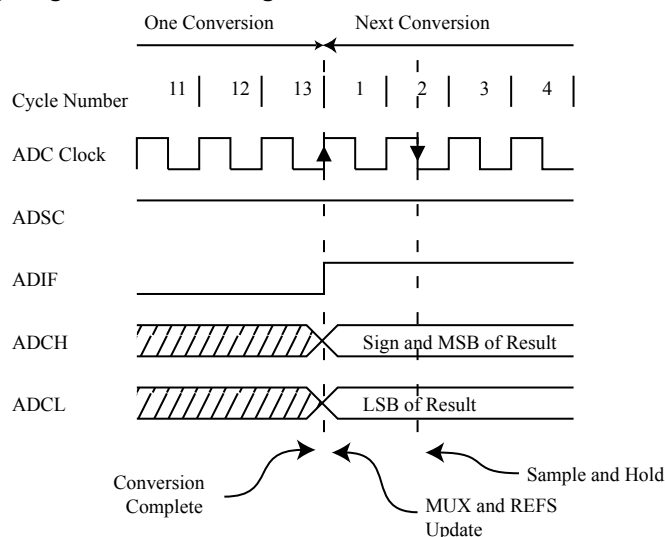 One Conversion
Next Conversion
Cycle Number
11
12
13
1
2
3
4
ADC Clock
ADSC
ADIF
ADCH
Sign and MSB of Result
ADCL
LSB of Result
Conversion
Complete
MUX and REFS
Update
Sample and Hold